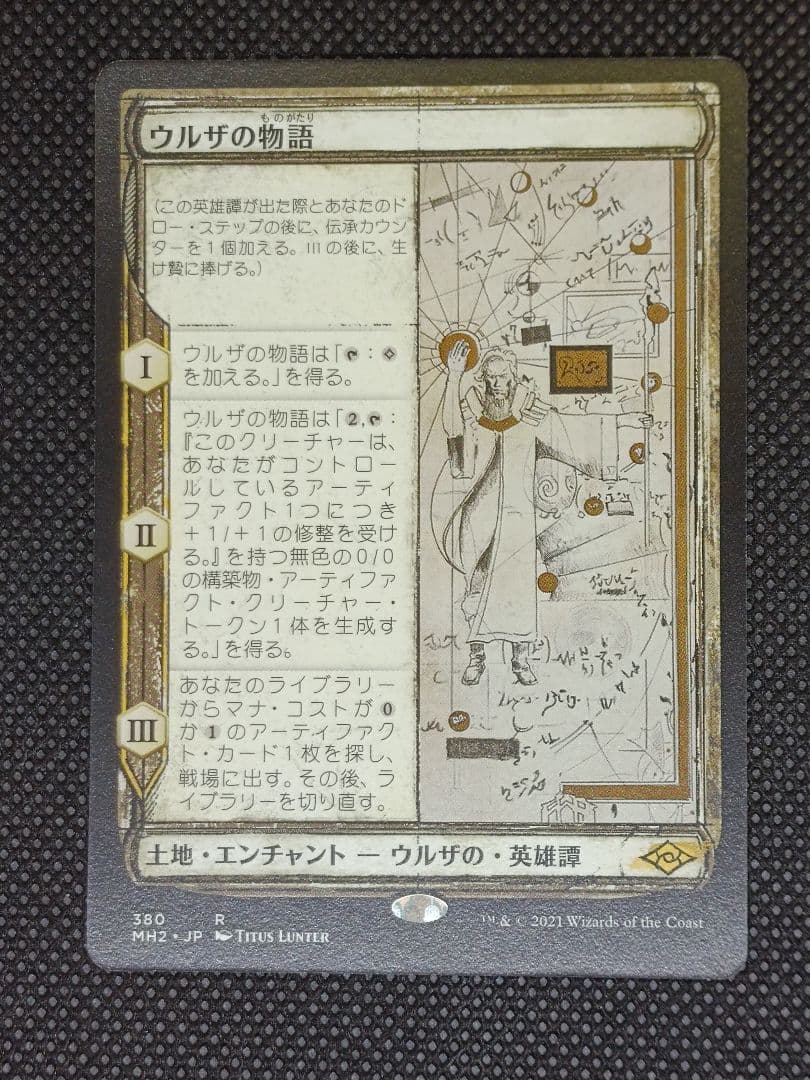 ものがたり
ウルザの物語
(この英雄譚が出た際とあなたのド
ロー・ステップの後に、伝承カウン
ターを1個加える。IIIの後に、生
け贄に捧げる。)
I
ウルザの物語は「:
を加える。」を得る。
II
ウルザの物語は「2,:
『このクリーチャーは、
あなたがコントロー
ルしているアーティ
ファクト1つにつき
+1/+1の修整を受け
る。』を持つ無色の0/0
の構築物・アーティファ
クト・クリーチャー・
トークン1体を生成す
る。」を得る。
III
あなたのライブラリー
からマナ・コストが0
か1のアーティファク
ト・カード1枚を探し、
戦場に出す。その後、ラ
イブラリーを切り直す。
土地・エンチャント — ウルザの・英雄譚
380 R
MH2・JP TITUS LUNTER
™ & © 2021 Wizards of the Coast